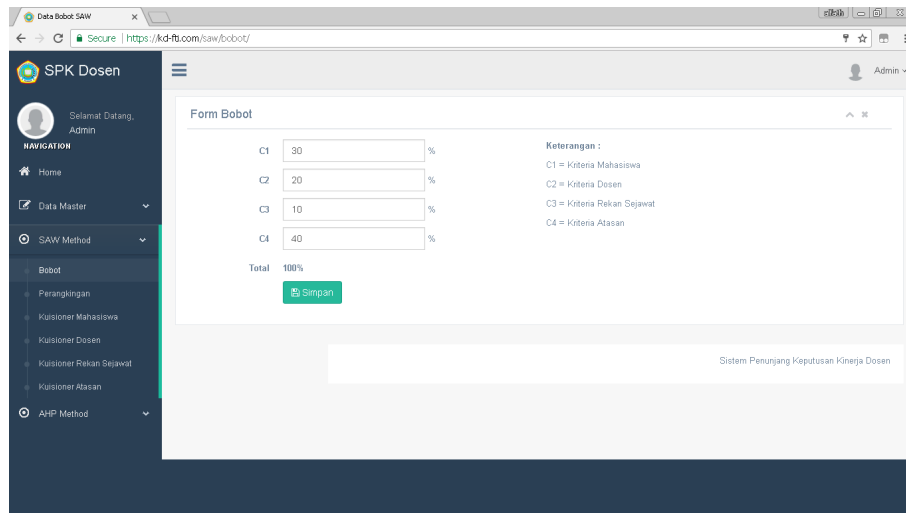 Data Bobot SAW
Secure | https://kd-fti.com/saw/bobot/
SPK Dosen
Admin
Selamat Datang,
Admin
NAVIGATION
Home
Data Master
SAW Method
Bobot
Perangkingan
Kuisioner Mahasiswa
Kuisioner Dosen
Kuisioner Rekan Sejawat
Kuisioner Atasan
AHP Method
Form Bobot
C1 30 %
C2 20 %
C3 10 %
C4 40 %
Total 100%
Simpan
Keterangan :
C1 = Kriteria Mahasiswa
C2 = Kriteria Dosen
C3 = Kriteria Rekan Sejawat
C4 = Kriteria Atasan
Sistem Penunjang Keputusan Kinerja Dosen